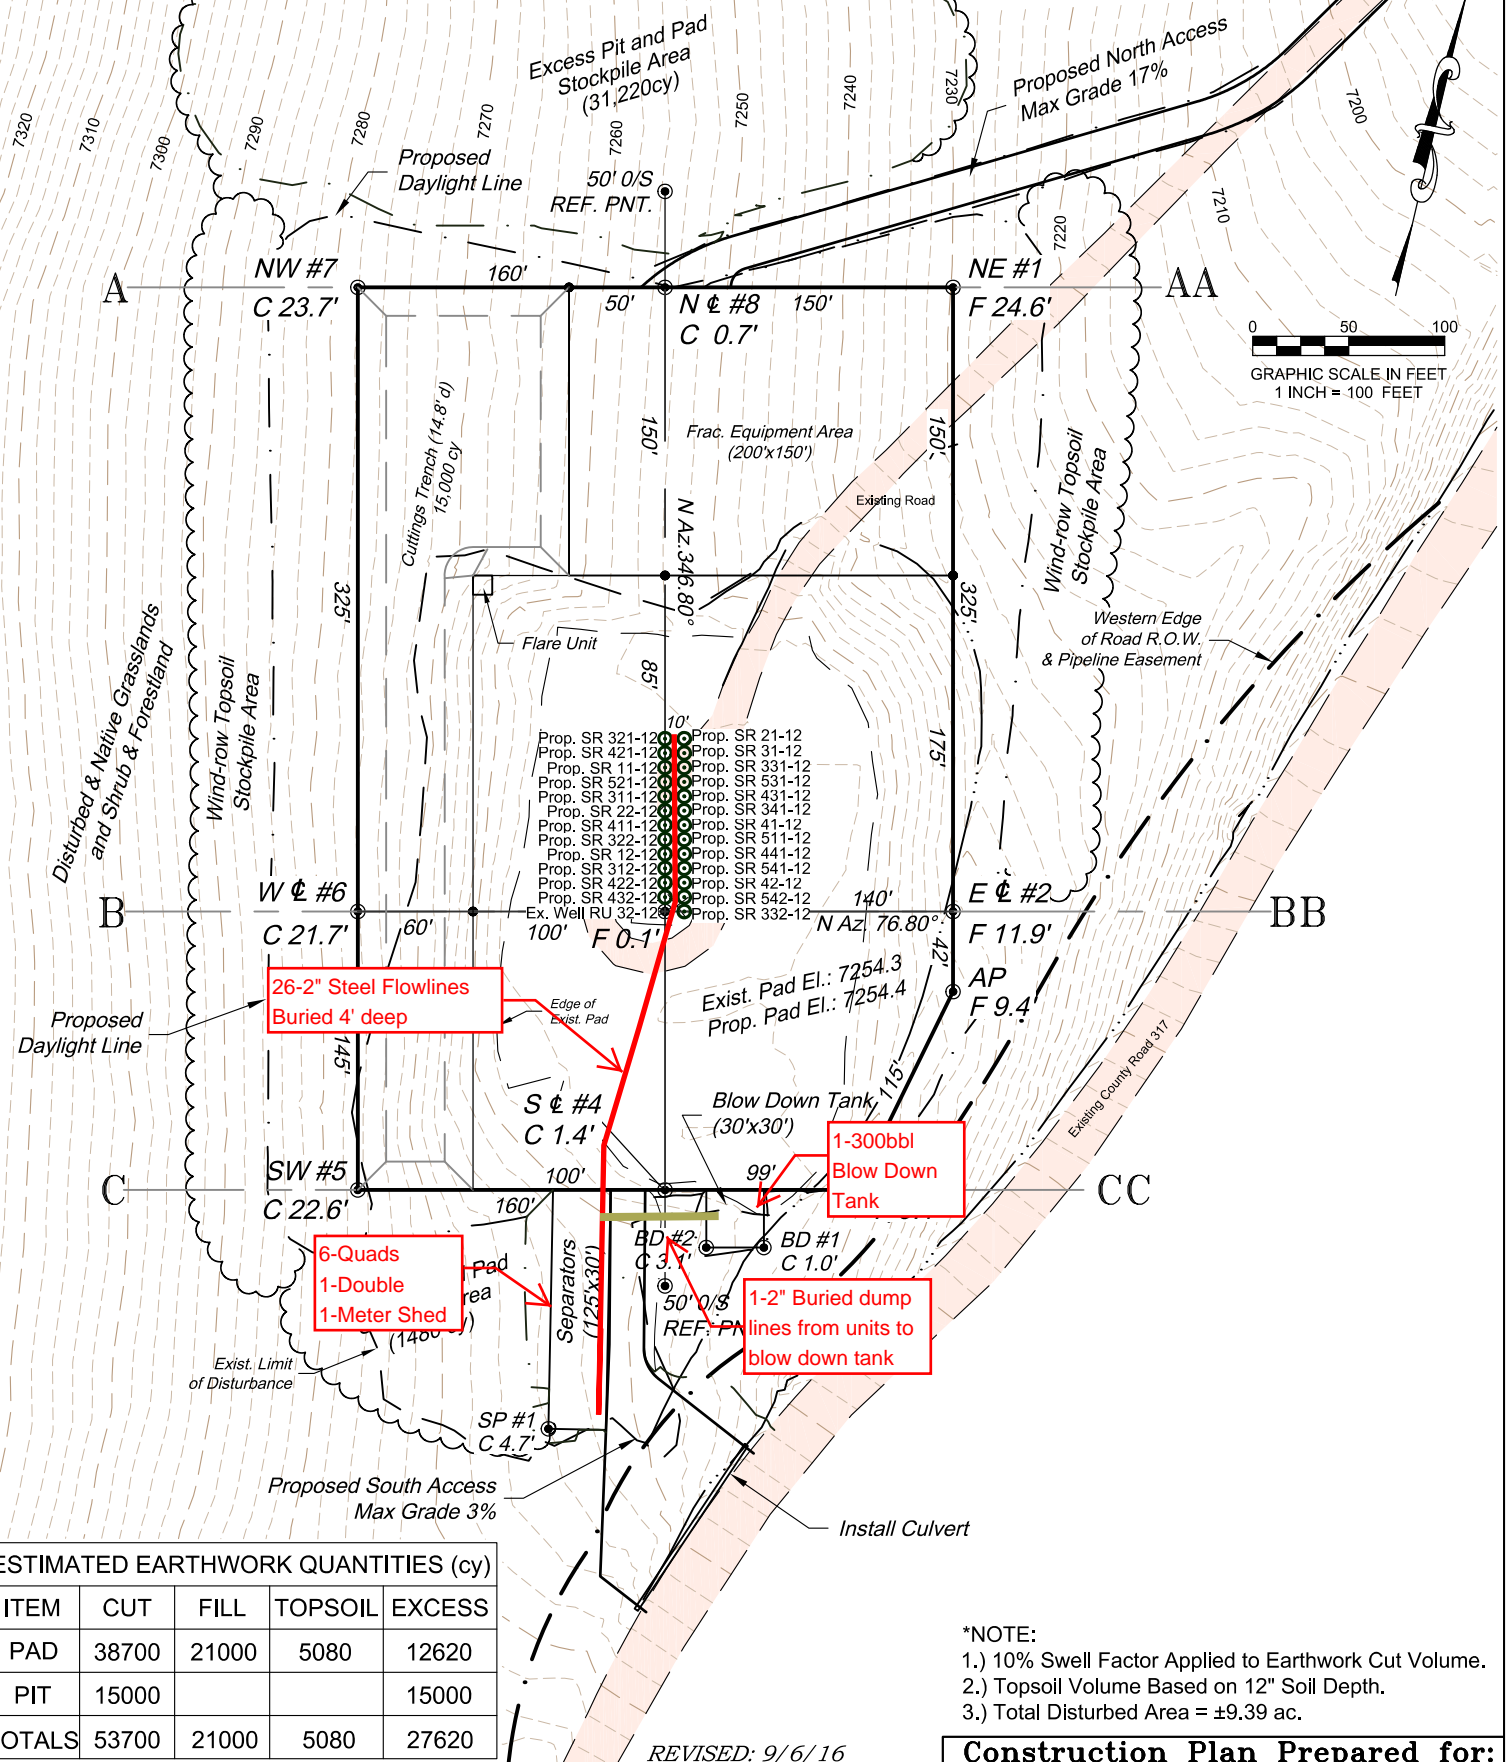 Excess Pit and Pad
Stockpile Area
(31,220cy)
Proposed North Access
Max Grade 17%
7320
7310
7300
7290
7280
7270
7260
7250
7240
7230
7220
7210
7200
Proposed
Daylight Line
50' 0/S
REF. PNT.
A
NW #7
C 23.7'
160'
50'
N ℄ #8
C 0.7'
150'
NE #1
F 24.6'
AA
0 50 100
GRAPHIC SCALE IN FEET
1 INCH = 100 FEET
Cuttings Trench (14.8' d)
15,000 cy
150'
Frac. Equipment Area
(200'x150')
150'
Existing Road
N Az.346.80°
Wind-row Topsoil
Stockpile Area
325'
325'
Flare Unit
85'
Western Edge
of Road R.O.W.
& Pipeline Easement
Disturbed & Native Grasslands
and Shrub & Forestland
Wind-row Topsoil
Stockpile Area
175'
10'
Prop. SR 321-12 Prop. SR 21-12
Prop. SR 421-12 Prop. SR 31-12
Prop. SR 11-12 Prop. SR 331-12
Prop. SR 521-12 Prop. SR 531-12
Prop. SR 311-12 Prop. SR 431-12
Prop. SR 22-12 Prop. SR 341-12
Prop. SR 411-12 Prop. SR 41-12
Prop. SR 322-12 Prop. SR 511-12
Prop. SR 12-12 Prop. SR 441-12
Prop. SR 312-12 Prop. SR 541-12
Prop. SR 422-12 Prop. SR 42-12
Prop. SR 432-12 Prop. SR 542-12
Ex. Well RU 32-12 Prop. SR 332-12
B
W ℄ #6
C 21.7'
60'
100'
F 0.1'
140'
N Az. 76.80°
E ℄ #2
F 11.9'
BB
42'
AP
F 9.4'
26-2" Steel Flowlines
Buried 4' deep
Edge of
Exist. Pad
Exist. Pad El.: 7254.3
Prop. Pad El.: 7254.4
Proposed
Daylight Line
145'
115'
Existing County Road 317
S ℄ #4
C 1.4'
Blow Down Tank
(30'x30')
1-300bbl
Blow Down
Tank
C
SW #5
C 22.6'
100'
160'
99'
CC
BD #2
C 3.1'
BD #1
C 1.0'
6-Quads
1-Double
1-Meter Shed
Pad
Separators
(125'x30')
50' 0/S
REF. PN
1-2" Buried dump
lines from units to
blow down tank
Exist. Limit
of Disturbance
SP #1
C 4.7'
Proposed South Access
Max Grade 3%
Install Culvert
ESTIMATED EARTHWORK QUANTITIES (cy)
ITEM CUT FILL TOPSOIL EXCESS
PAD 38700 21000 5080 12620
PIT 15000 15000
OTALS 53700 21000 5080 27620
*NOTE:
1.) 10% Swell Factor Applied to Earthwork Cut Volume.
2.) Topsoil Volume Based on 12" Soil Depth.
3.) Total Disturbed Area = ±9.39 ac.
REVISED: 9/6/16
Construction Plan Prepared for: